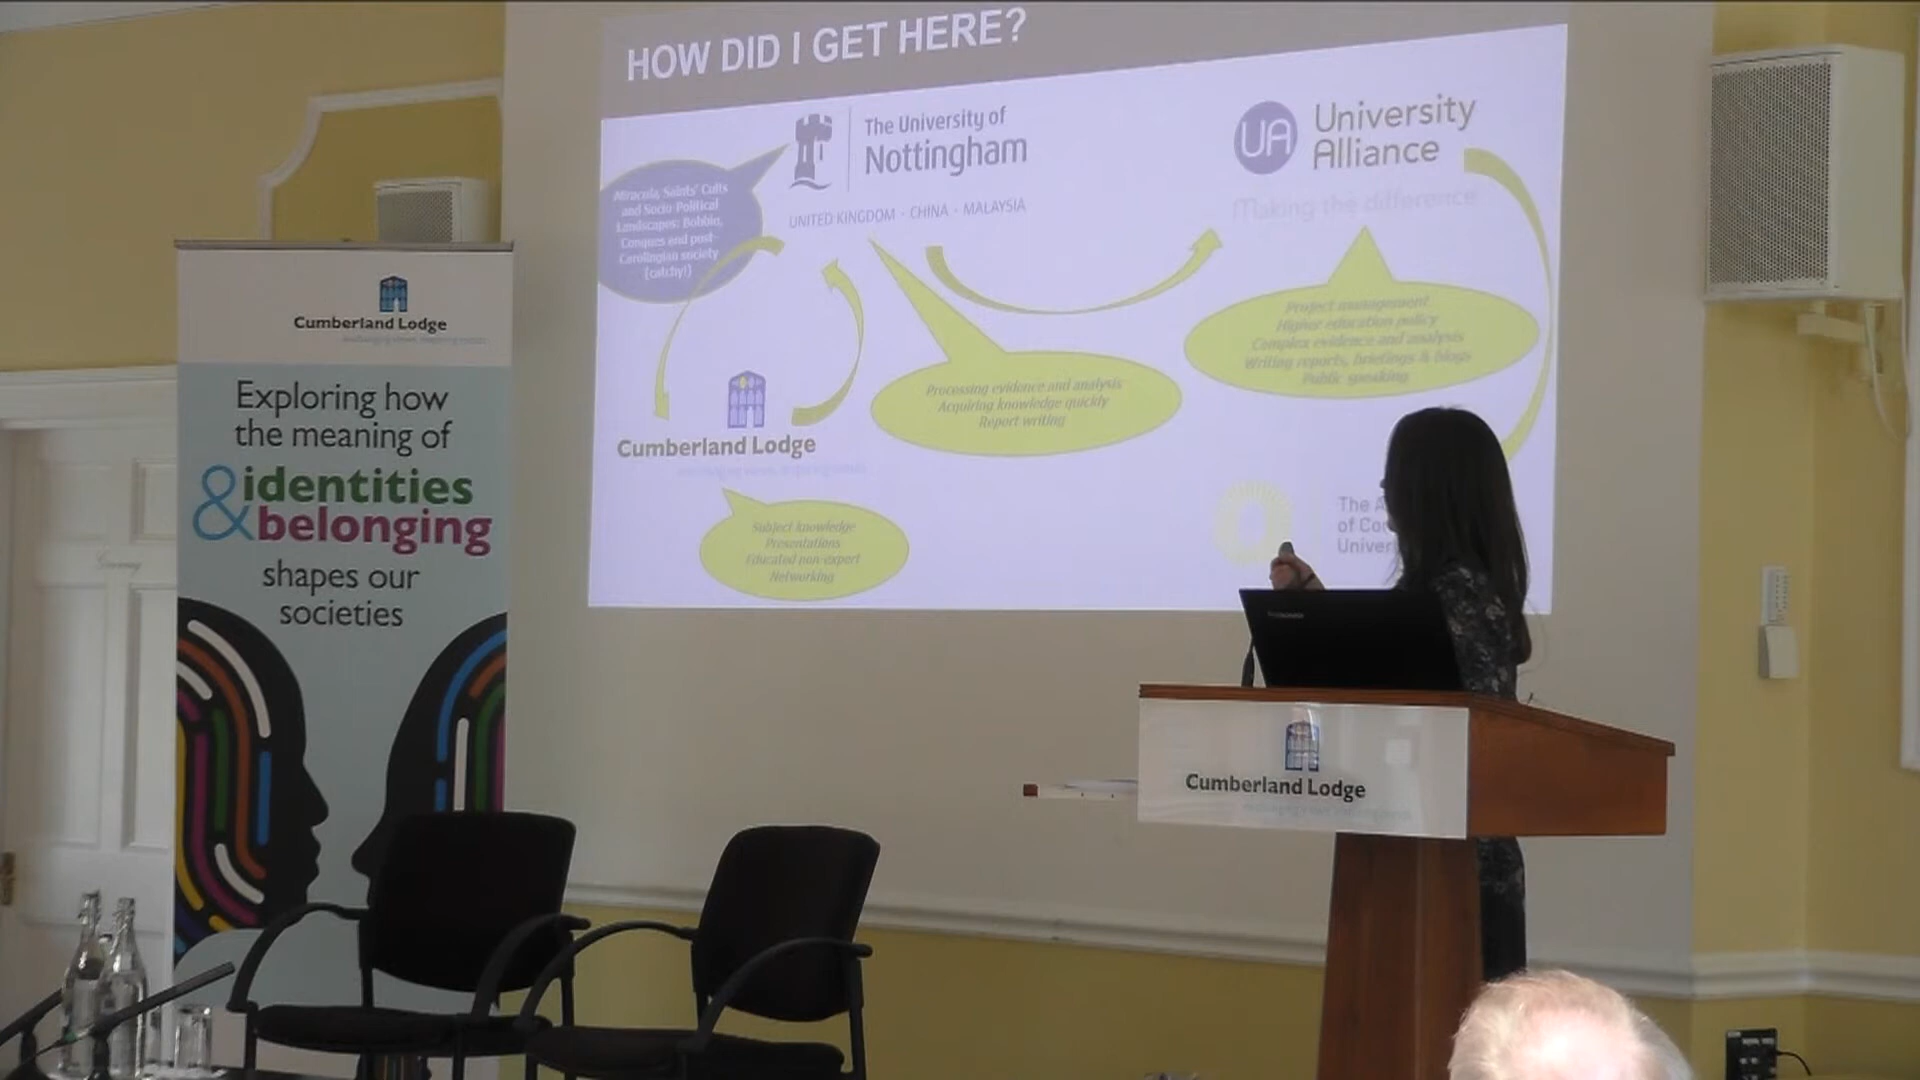 HOW DID I GET HERE?
The University of
Nottingham
UNITED KINGDOM · CHINA · MALAYSIA
UA University
Alliance
Making the difference
Miracula, Saints' Cults
and Socio-Political
Landscapes: Bobbio,
Conques and post-
Carolingian society
(catchy!)
Project management
Higher education policy
Complex evidence and analysis
Writing reports, briefings & blogs
Public speaking
Processing evidence and analysis
Acquiring knowledge quickly
Report writing
Cumberland Lodge
Subject knowledge
Presentations
Educated non-expert
Networking
The A
of Co
Univer
Cumberland Lodge
Exploring how
the meaning of
&identities
belonging
shapes our
societies
Cumberland Lodge